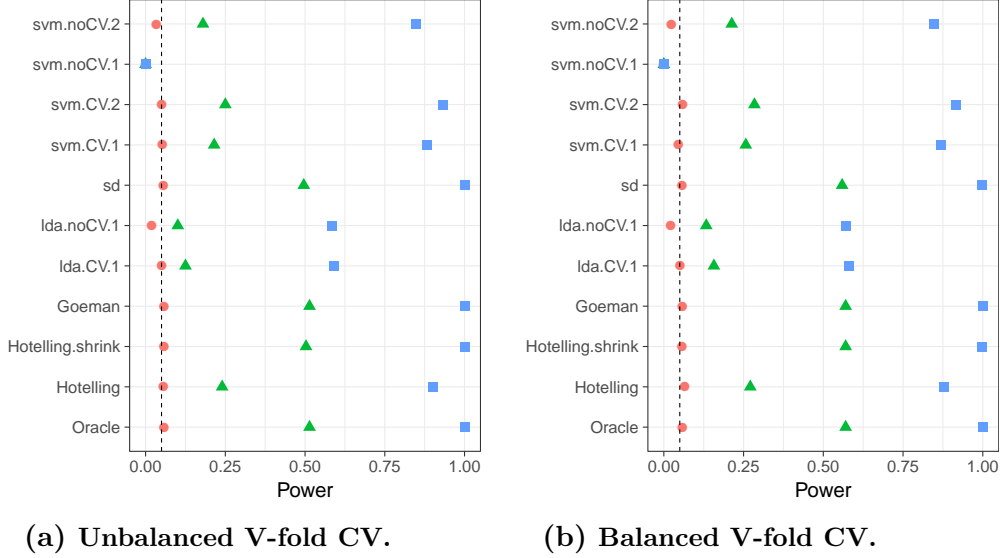 svm.noCV.2
svm.noCV.1
svm.CV.2
svm.CV.1
sd
lda.noCV.1
lda.CV.1
Goeman
Hotelling.shrink
Hotelling
Oracle
0.00 0.25 0.50 0.75 1.00
Power
(a) Unbalanced V-fold CV.
svm.noCV.2
svm.noCV.1
svm.CV.2
svm.CV.1
sd
lda.noCV.1
lda.CV.1
Goeman
Hotelling.shrink
Hotelling
Oracle
0.00 0.25 0.50 0.75 1.00
Power
(b) Balanced V-fold CV.